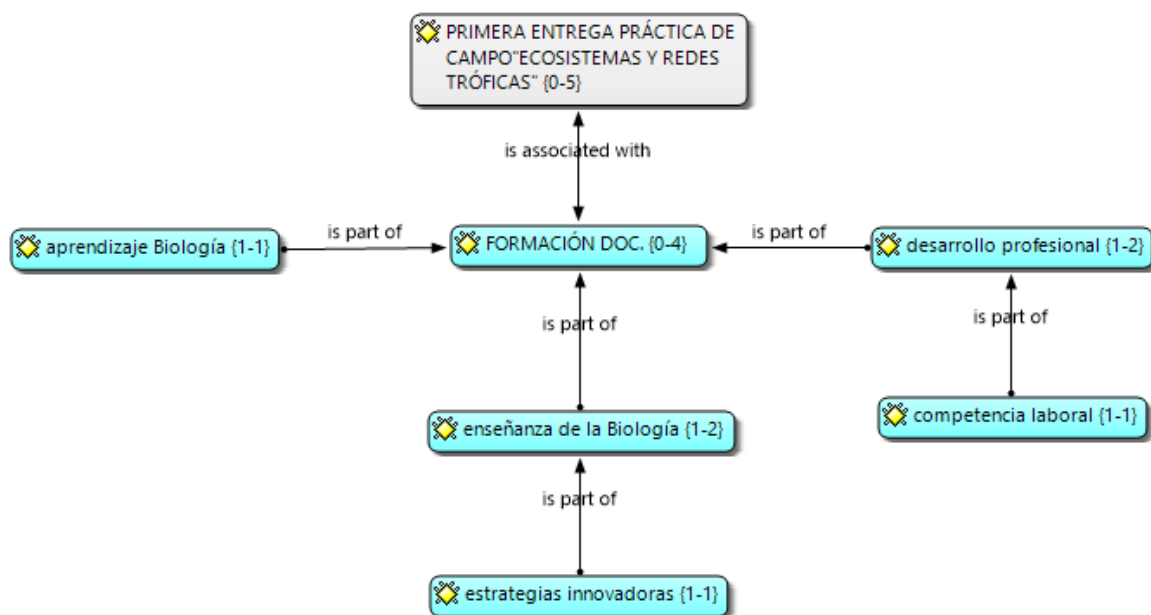 PRIMERA ENTREGA PRÁCTICA DE
CAMPO"ECOSISTEMAS Y REDES
TRÓFICAS" {0-5}
is associated with
aprendizaje Biología {1-1}
is part of
FORMACIÓN DOC. {0-4}
is part of
desarrollo profesional {1-2}
is part of
is part of
competencia laboral {1-1}
enseñanza de la Biología {1-2}
is part of
estrategias innovadoras {1-1}